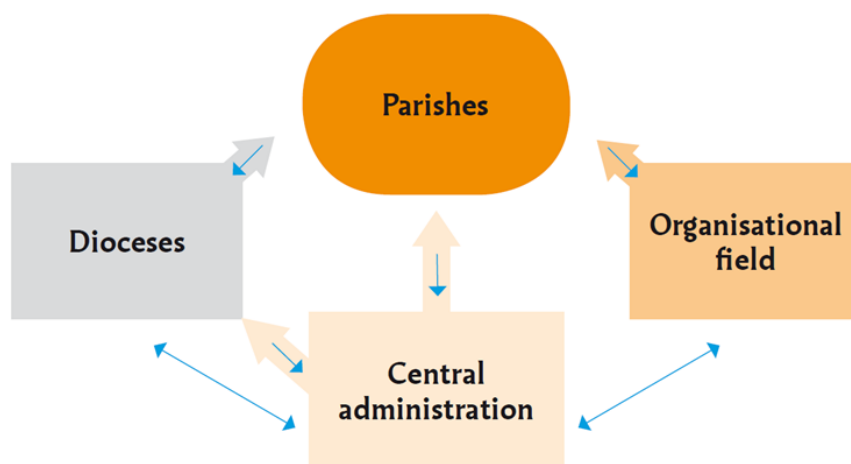 Parishes
Dioceses
Organisational
field
Central
administration